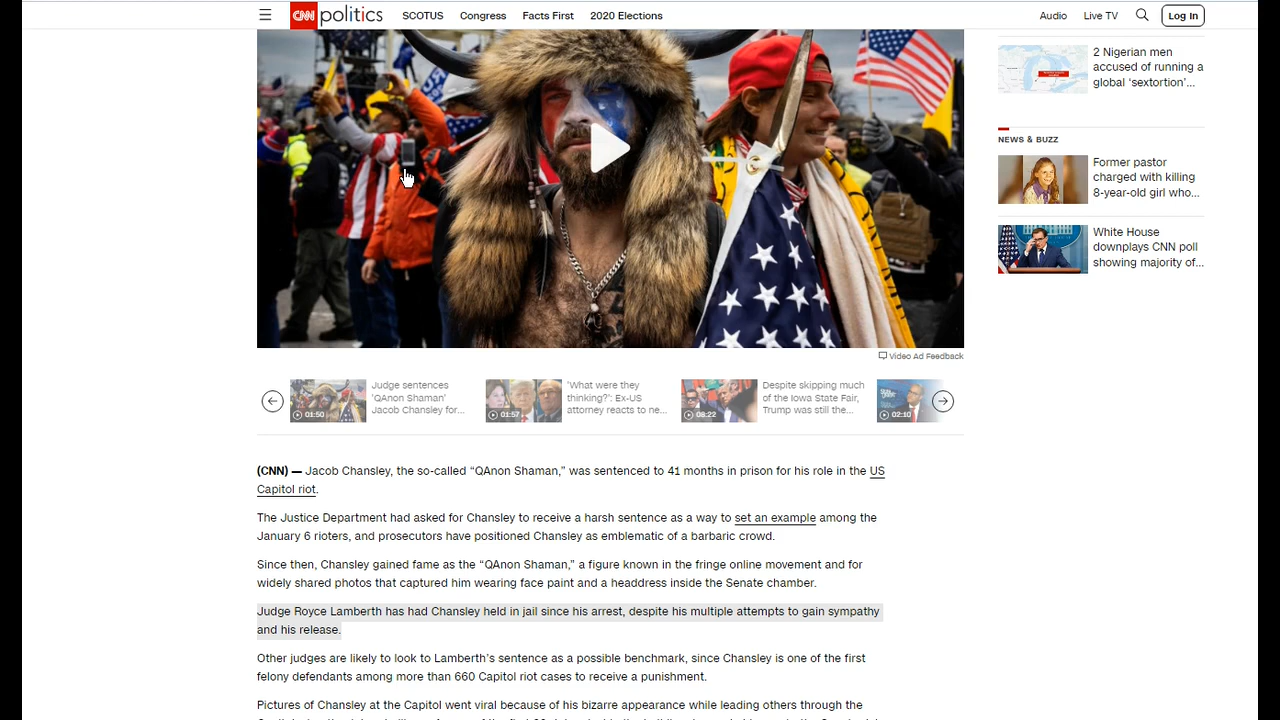 CNN politics SCOTUS Congress Facts First 2020 Elections Audio Live TV Log In
2 Nigerian men
accused of running a
global ‘sextortion’...
NEWS & BUZZ
Former pastor
charged with killing
8-year-old girl who...
White House
downplays CNN poll
showing majority of...
Video Ad Feedback
01:50
Judge sentences
‘QAnon Shaman’
Jacob Chansley for...
01:57
‘What were they
thinking?’: Ex-US
attorney reacts to ne...
08:22
Despite skipping much
of the Iowa State Fair,
Trump was still the...
02:10
(CNN) — Jacob Chansley, the so-called “QAnon Shaman,” was sentenced to 41 months in prison for his role in the US
Capitol riot.
The Justice Department had asked for Chansley to receive a harsh sentence as a way to set an example among the
January 6 rioters, and prosecutors have positioned Chansley as emblematic of a barbaric crowd.
Since then, Chansley gained fame as the “QAnon Shaman,” a figure known in the fringe online movement and for
widely shared photos that captured him wearing face paint and a headdress inside the Senate chamber.
Judge Royce Lamberth has had Chansley held in jail since his arrest, despite his multiple attempts to gain sympathy
and his release.
Other judges are likely to look to Lamberth’s sentence as a possible benchmark, since Chansley is one of the first
felony defendants among more than 660 Capitol riot cases to receive a punishment.
Pictures of Chansley at the Capitol went viral because of his bizarre appearance while leading others through the